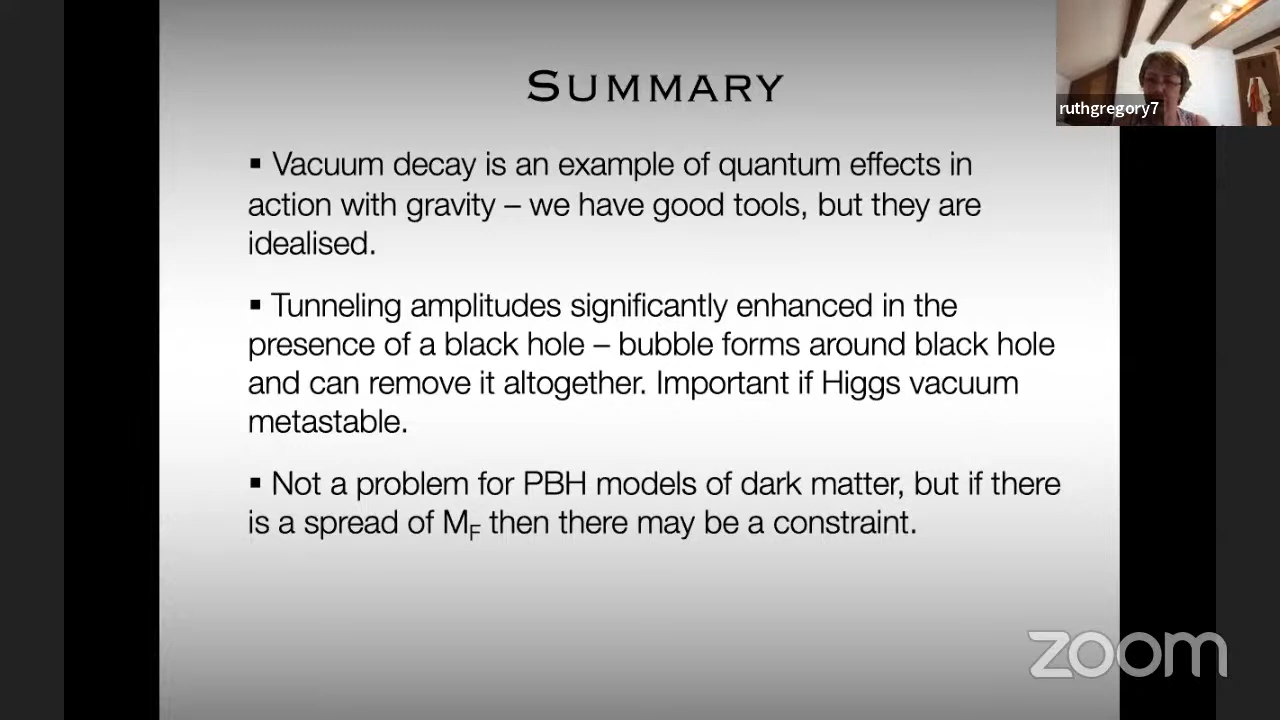 SUMMARY
ruthgregory7
▪ Vacuum decay is an example of quantum effects in
action with gravity – we have good tools, but they are
idealised.
▪ Tunneling amplitudes significantly enhanced in the
presence of a black hole – bubble forms around black hole
and can remove it altogether. Important if Higgs vacuum
metastable.
▪ Not a problem for PBH models of dark matter, but if there
is a spread of M_F then there may be a constraint.
zoom